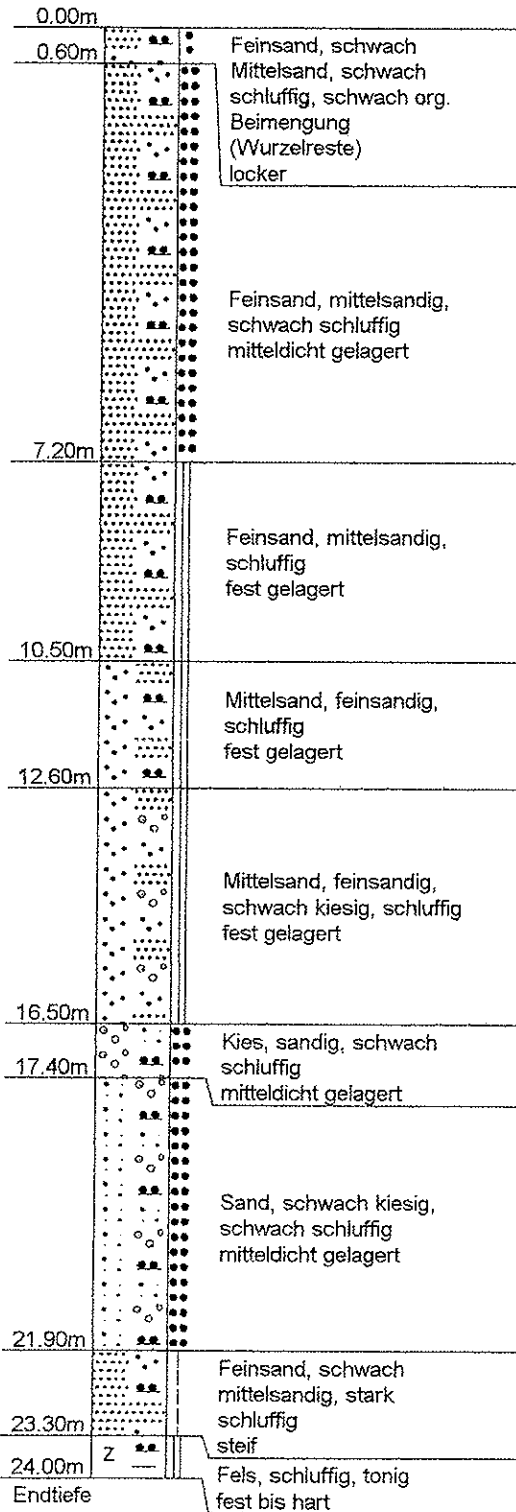 0.00m
Feinsand, schwach
0.60m
Mittelsand, schwach
schluffig, schwach org.
Beimengung
(Wurzelreste)
locker
Feinsand, mittelsandig,
schwach schluffig
mitteldicht gelagert
7.20m
Feinsand, mittelsandig,
schluffig
fest gelagert
10.50m
Mittelsand, feinsandig,
schluffig
fest gelagert
12.60m
Mittelsand, feinsandig,
schwach kiesig, schluffig
fest gelagert
16.50m
Kies, sandig, schwach
schluffig
17.40m
mitteldicht gelagert
Sand, schwach kiesig,
schwach schluffig
mitteldicht gelagert
21.90m
Feinsand, schwach
mittelsandig, stark
schluffig
23.30m
steif
Z
24.00m
Fels, schluffig, tonig
Endtiefe
fest bis hart